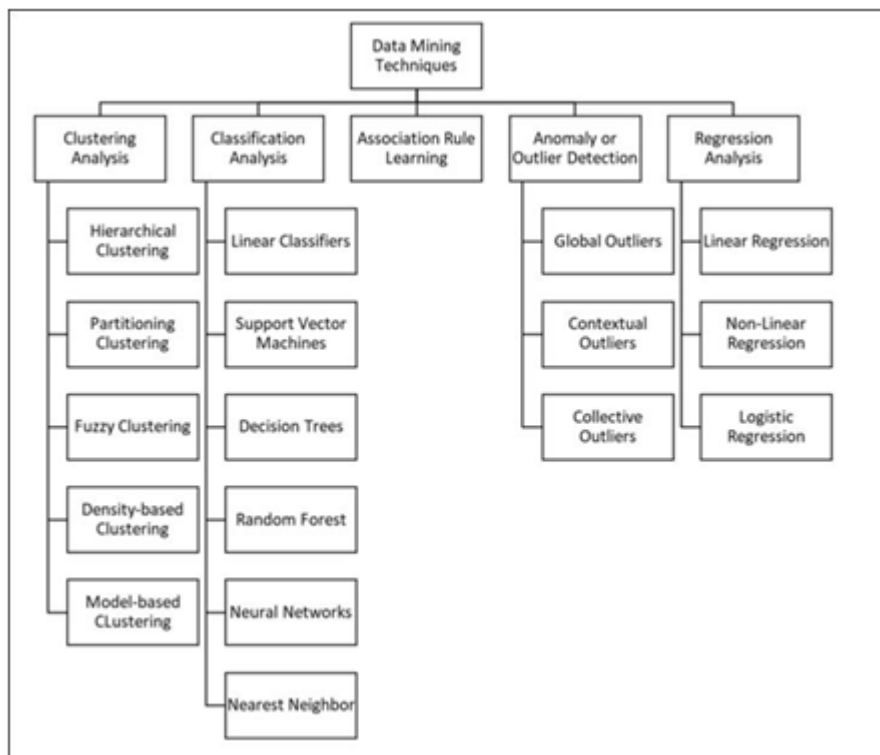 Data Mining
Techniques
Clustering
Analysis
Hierarchical
Clustering
Partitioning
Clustering
Fuzzy Clustering
Density-based
Clustering
Model-based
CLustering
Classification
Analysis
Linear Classifiers
Support Vector
Machines
Decision Trees
Random Forest
Neural Networks
Nearest Neighbor
Association Rule
Learning
Anomaly or
Outlier Detection
Global Outliers
Contextual
Outliers
Collective
Outliers
Regression
Analysis
Linear Regression
Non-Linear
Regression
Logistic
Regression